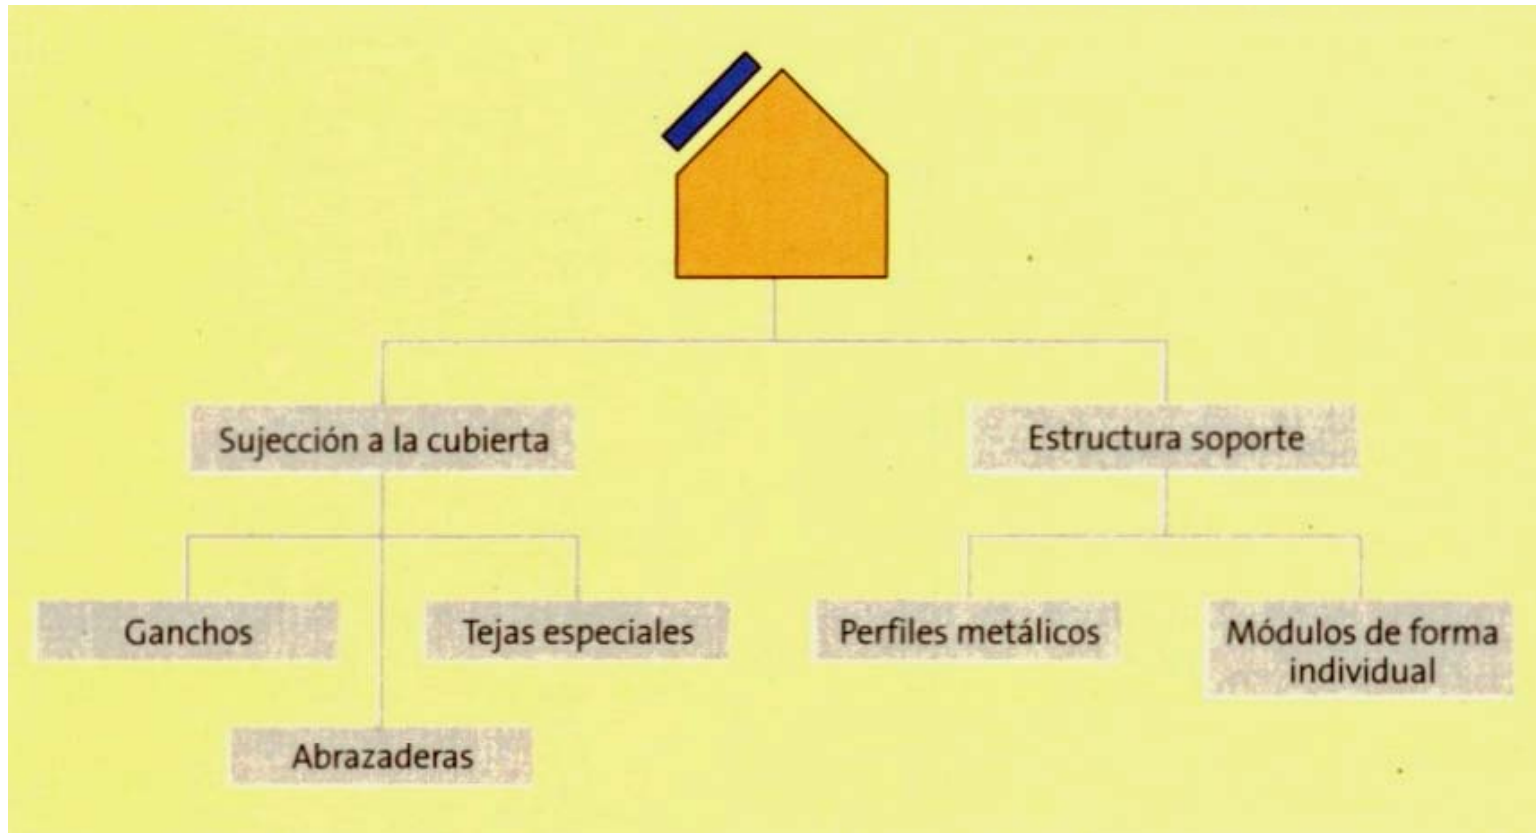 Sujección a la cubierta
Estructura soporte
Ganchos
Tejas especiales
Perfiles metálicos
Módulos de forma
individual
Abrazaderas